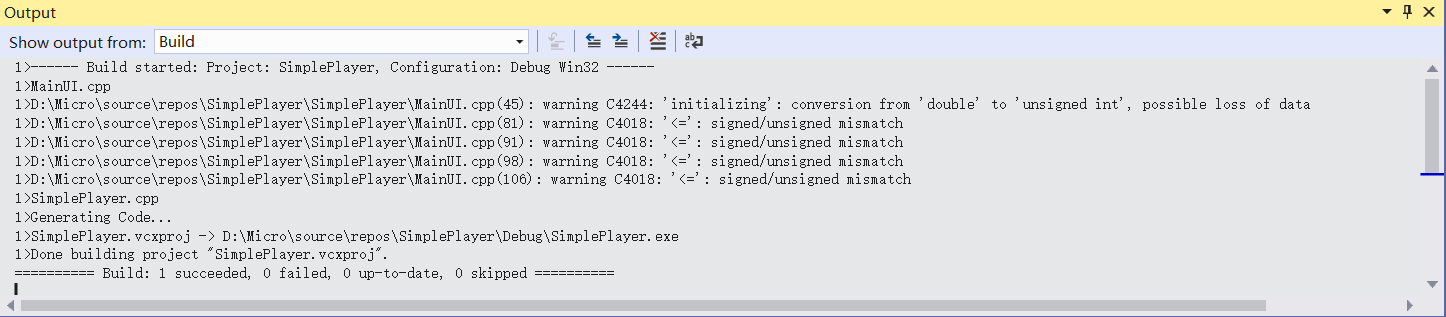 Output
Show output from: Build
1>------ Build started: Project: SimplePlayer, Configuration: Debug Win32 ------
1>MainUI.cpp
1>D:\Micro\source\repos\SimplePlayer\SimplePlayer\MainUI.cpp(45): warning C4244: 'initializing': conversion from 'double' to 'unsigned int', possible loss of data
1>D:\Micro\source\repos\SimplePlayer\SimplePlayer\MainUI.cpp(81): warning C4018: '<=': signed/unsigned mismatch
1>D:\Micro\source\repos\SimplePlayer\SimplePlayer\MainUI.cpp(91): warning C4018: '<=': signed/unsigned mismatch
1>D:\Micro\source\repos\SimplePlayer\SimplePlayer\MainUI.cpp(98): warning C4018: '<=': signed/unsigned mismatch
1>D:\Micro\source\repos\SimplePlayer\SimplePlayer\MainUI.cpp(106): warning C4018: '<=': signed/unsigned mismatch
1>SimplePlayer.cpp
1>Generating Code...
1>SimplePlayer.vcxproj -> D:\Micro\source\repos\SimplePlayer\Debug\SimplePlayer.exe
1>Done building project "SimplePlayer.vcxproj".
========== Build: 1 succeeded, 0 failed, 0 up-to-date, 0 skipped ==========